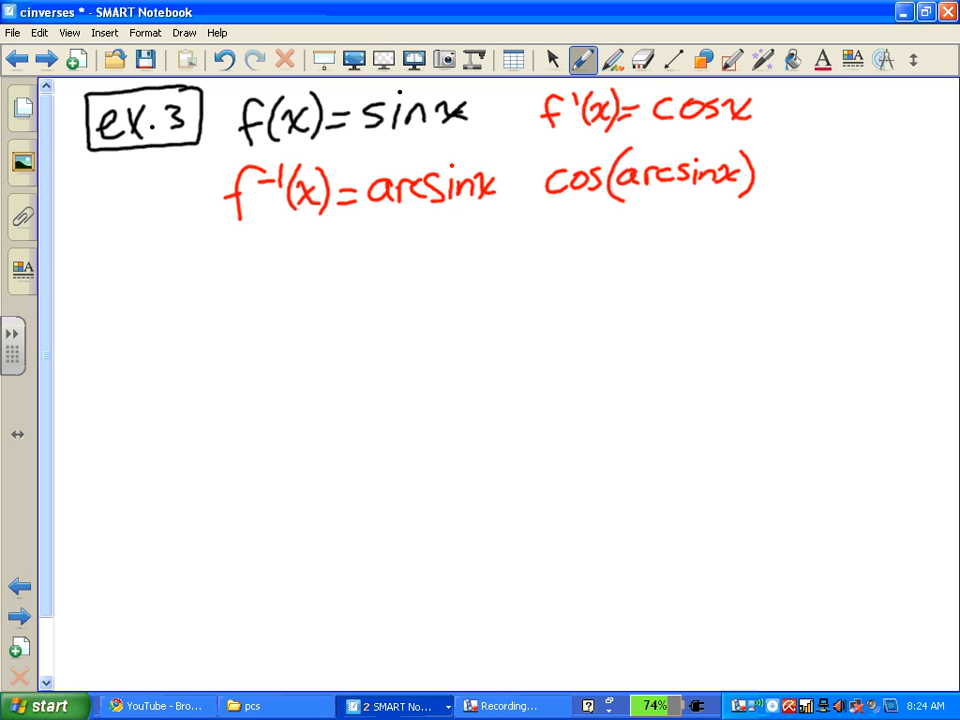 cinverses * - SMART Notebook
File Edit View Insert Format Draw Help
ex. 3 f(x) = sinx f'(x) = cosx
f⁻¹(x) = arcsinx cos(arcsinx)
start YouTube - Bro... pcs 2 SMART No... Recording... 74% 8:24 AM